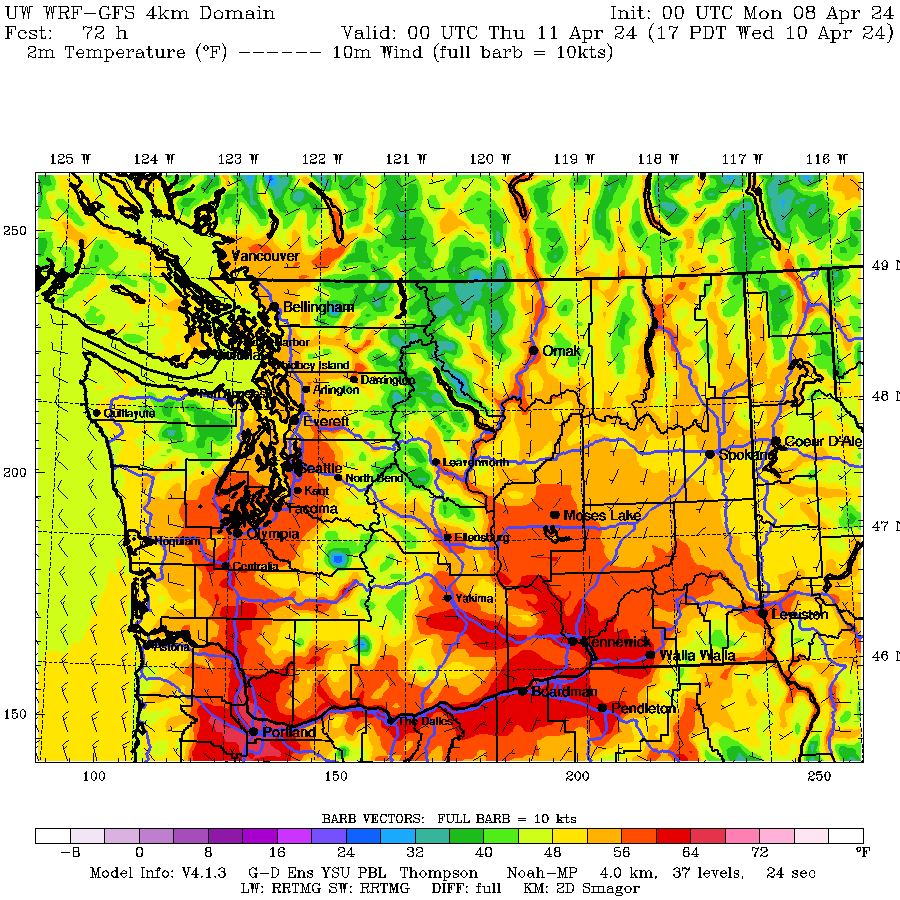 UW WRF-GFS 4km Domain Init: 00 UTC Mon 08 Apr 24
Fcst: 72 h Valid: 00 UTC Thu 11 Apr 24 (17 PDT Wed 10 Apr 24)
2m Temperature (°F) ------ 10m Wind (full barb = 10kts)
125 W 124 W 123 W 122 W 121 W 120 W 119 W 118 W 117 W 116 W
250
Vancouver
49 N
Bellingham
Harbor
Omak
Island
Darrington
Arlington
48 N
Quillayute
Everett
Coeur D'Ale
Spokane
Leavenworth
200
Seattle
North Bend
Kent
Tacoma
Moses Lake
47 N
Olympia
Ellensburg
Hoquiam
Centralia
Yakima
Lewiston
Kennewick
Astoria
Walla Walla
46 N
Boardman
Pendleton
150
The Dalles
Portland
100 150 200 250
BARB VECTORS: FULL BARB = 10 kts
-8 0 8 16 24 32 40 48 56 64 72 °F
Model Info: V4.1.3 G-D Ens YSU PBL Thompson Noah-MP 4.0 km, 37 levels, 24 sec
LW: RRTMG SW: RRTMG DIFF: full KM: 2D Smagor